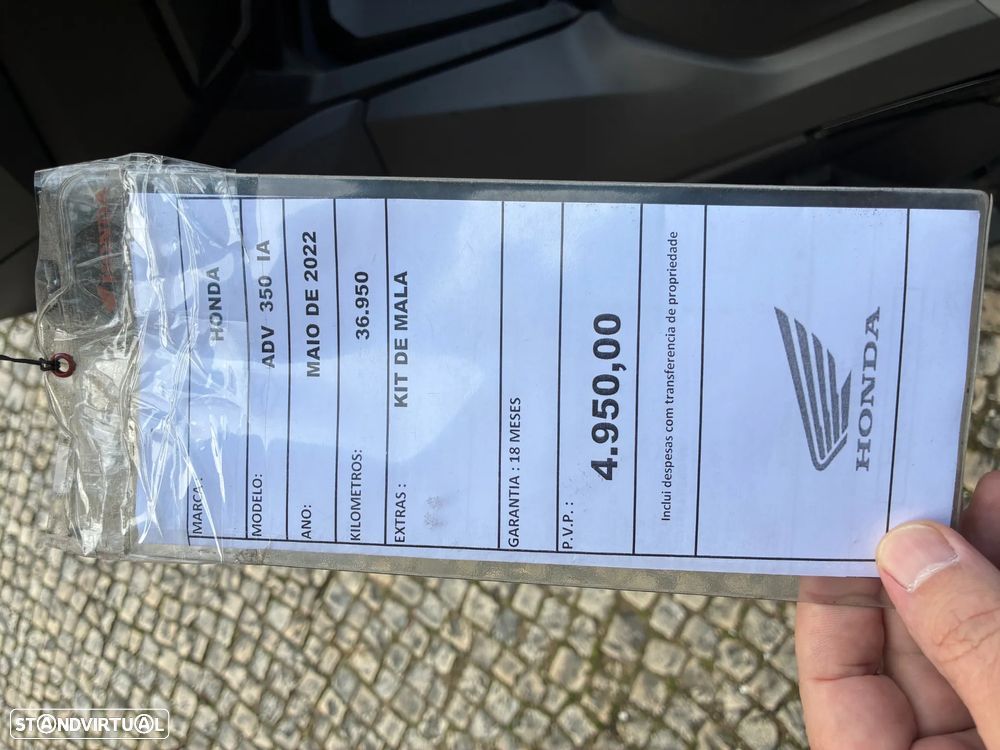 HONDA
MARCA : HONDA
MODELO: ADV 350 IA
ANO: MAIO DE 2022
KILOMETROS: 36.950
EXTRAS : KIT DE MALA
GARANTIA : 18 MESES
P.V.P. : 4.950,00
Inclui despesas com transferencia de propriedade
HONDA
STANDVIRTUAL